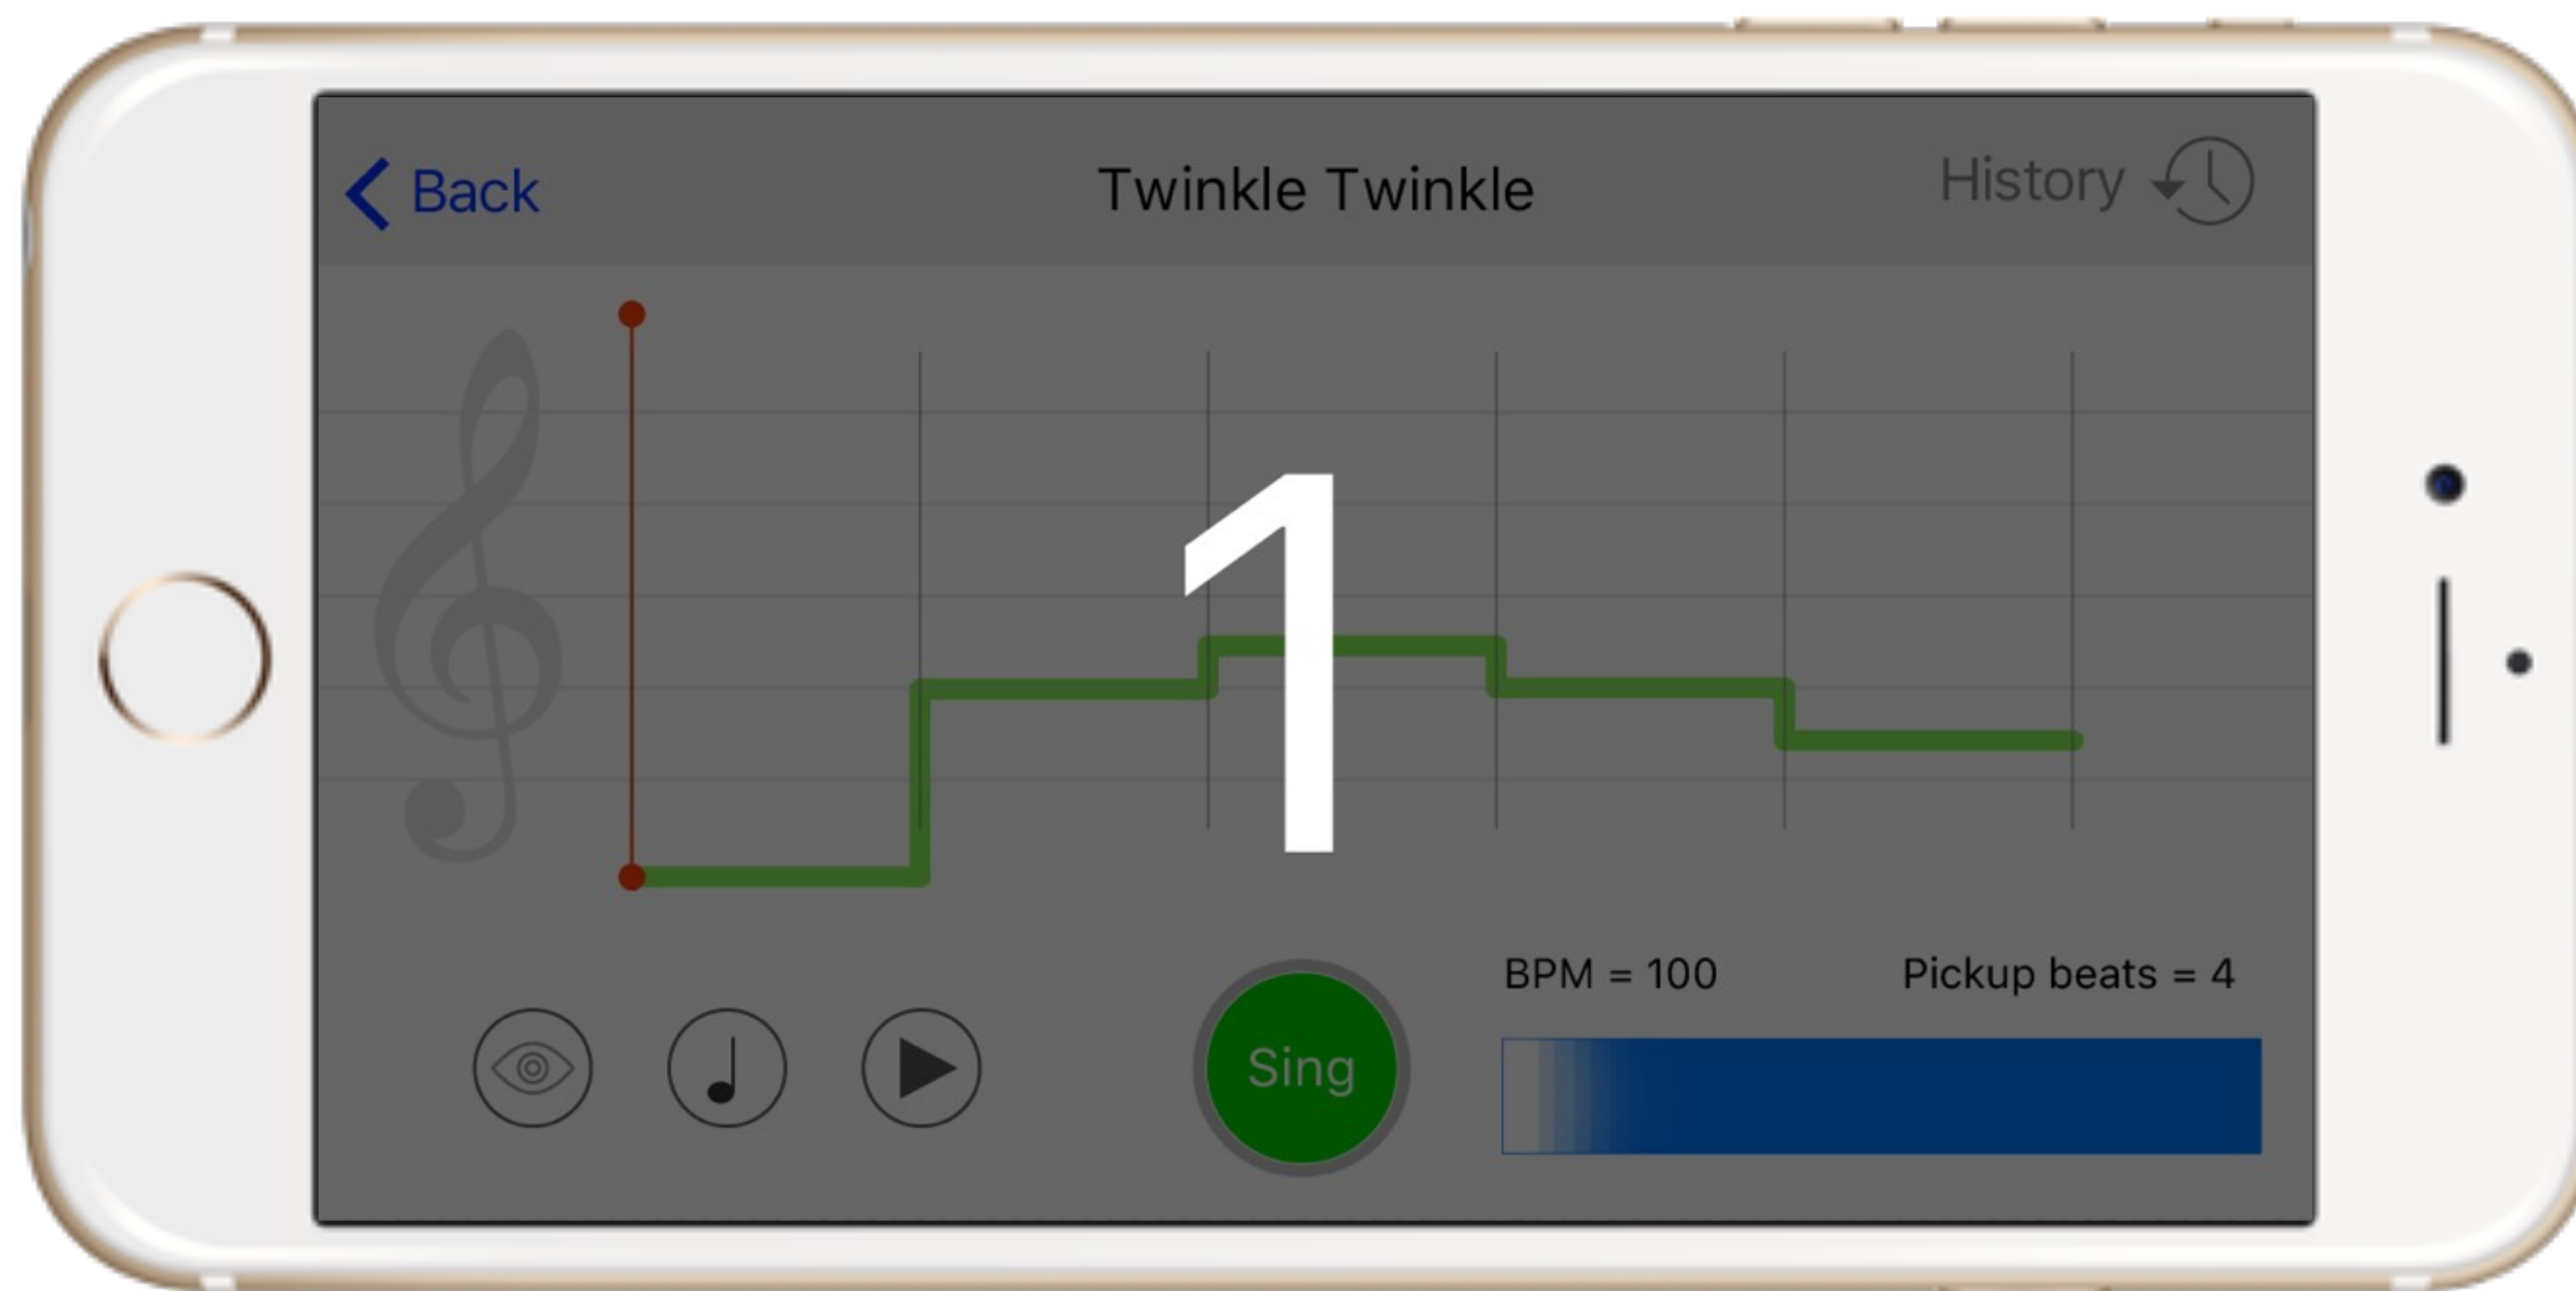 Back
Twinkle Twinkle
History
1
BPM = 100
Pickup beats = 4
Sing